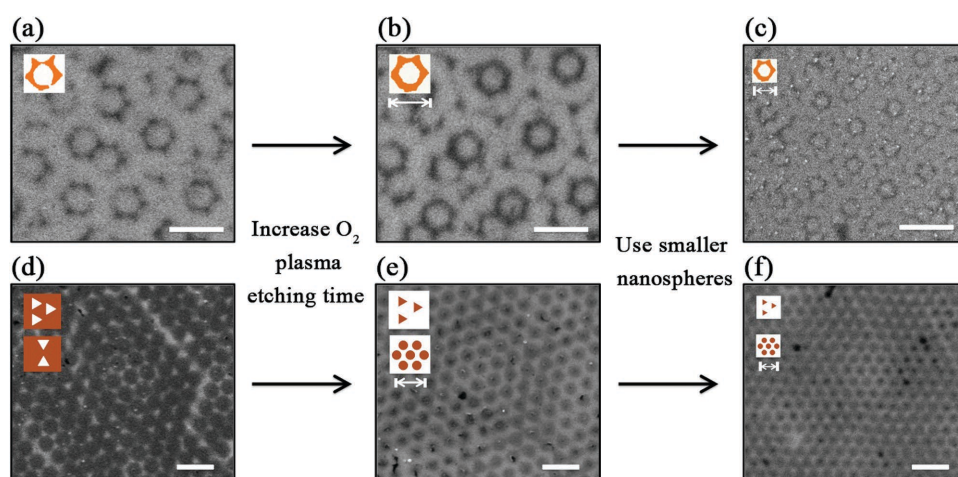 (a)
(b)
(c)
Increase O₂
plasma
etching time
Use smaller
nanospheres
(d)
(e)
(f)